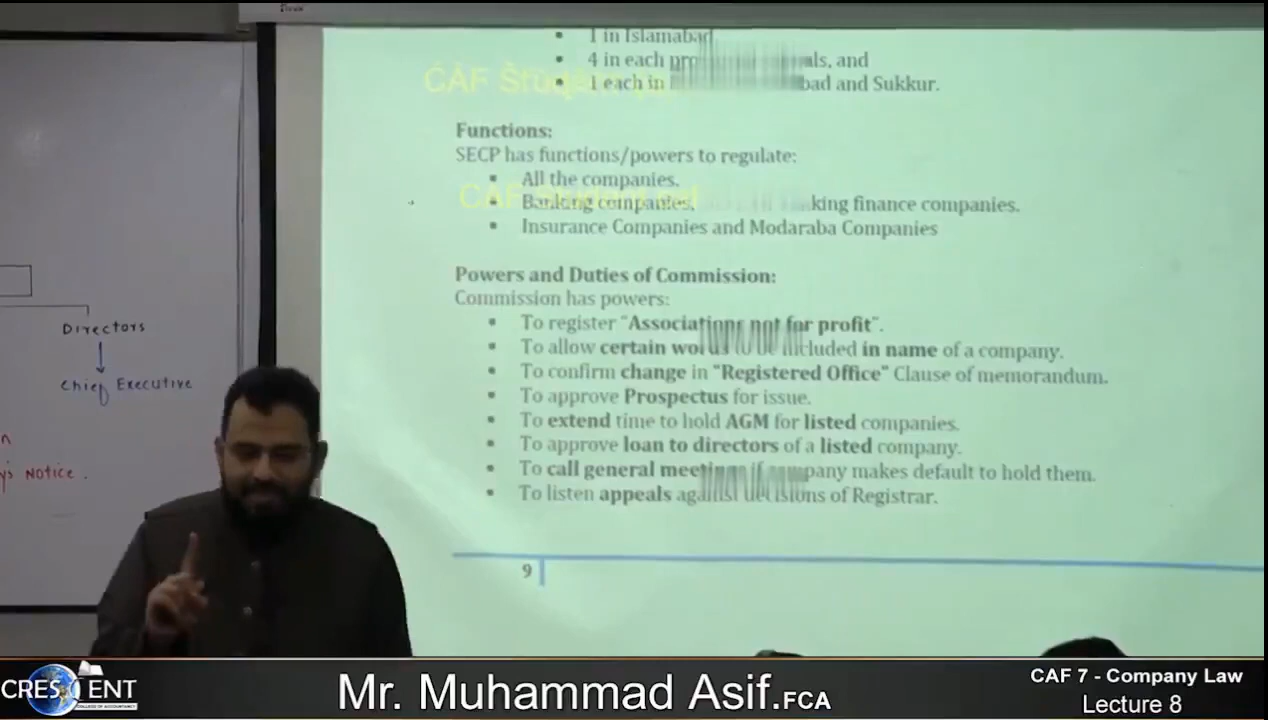 1 in Islamabad
4 in each and
1 each in and Sukkur.
Functions:
SECP has functions/powers to regulate:
All the companies.
Banking companies, finance companies.
Insurance Companies and Modaraba Companies
Powers and Duties of Commission:
Commission has powers:
To register "Associations not for profit".
To allow certain words to be included in name of a company.
To confirm change in "Registered Office" Clause of memorandum.
To approve Prospectus for issue.
To extend time to hold AGM for listed companies.
To approve loan to directors of a listed company.
To call general meetings if company makes default to hold them.
To listen appeals against decisions of Registrar.
9
Directors
Chief Executive
Notice.
CRESCENT
COLLEGE OF ACCOUNTANCY
Mr. Muhammad Asif.FCA
CAF 7 - Company Law
Lecture 8